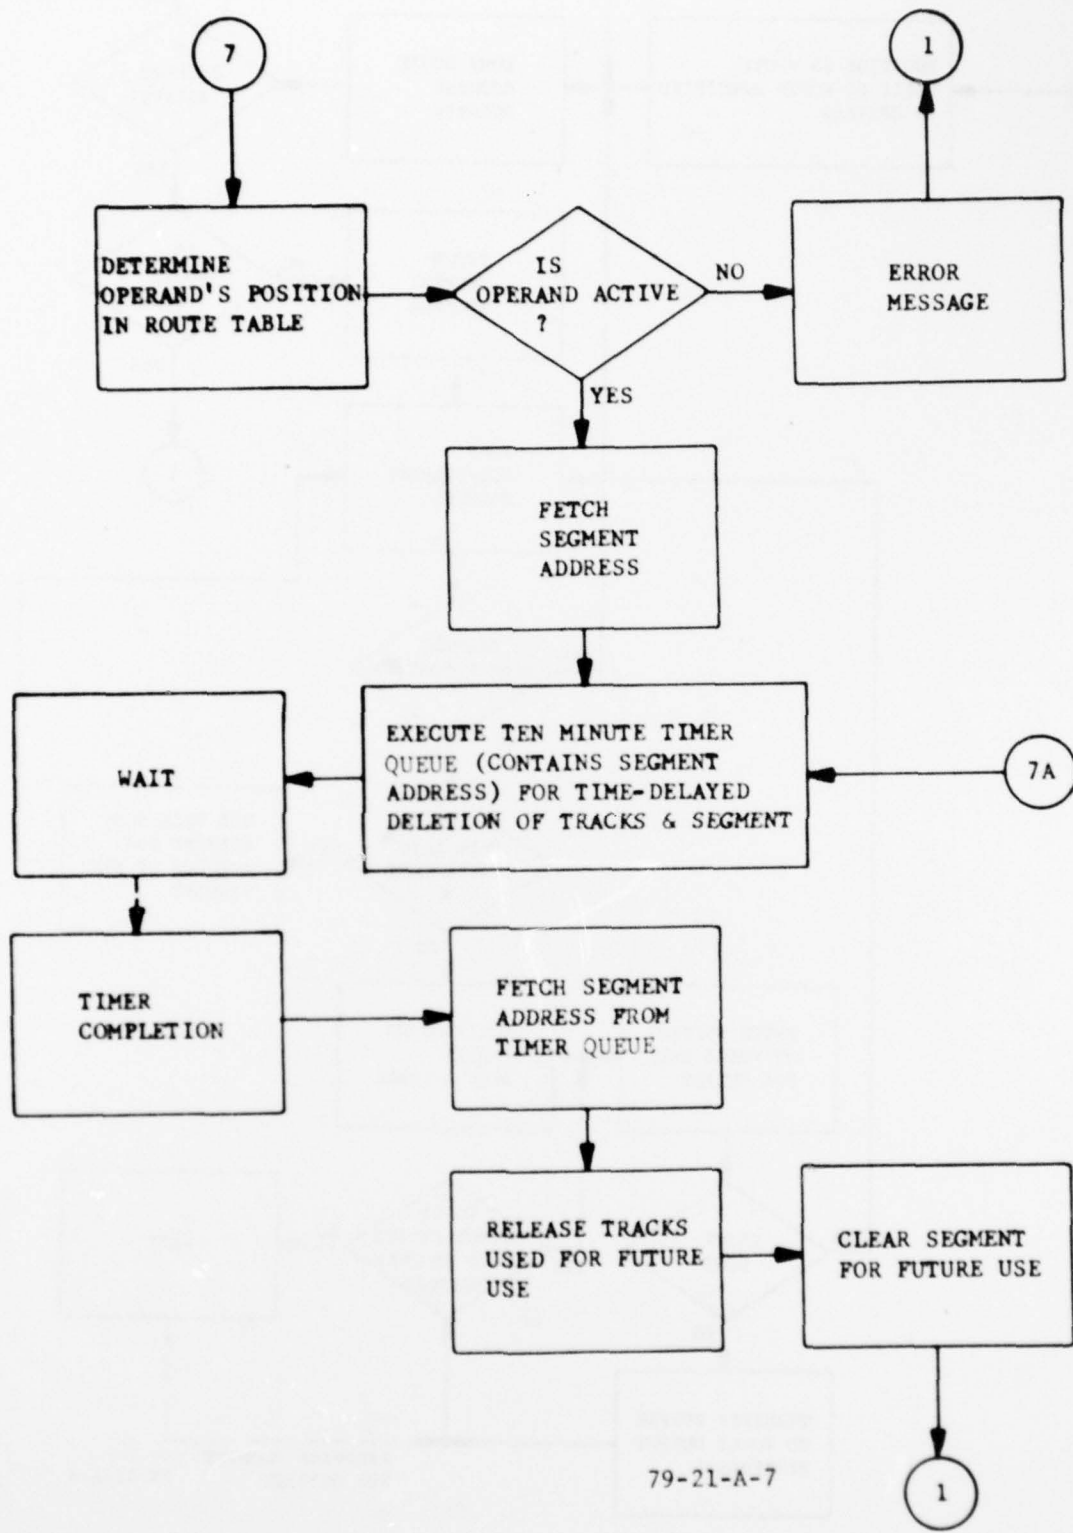 7
1
DETERMINE
OPERAND'S POSITION
IN ROUTE TABLE
IS
OPERAND ACTIVE
?
NO
ERROR
MESSAGE
YES
FETCH
SEGMENT
ADDRESS
WAIT
EXECUTE TEN MINUTE TIMER
QUEUE (CONTAINS SEGMENT
ADDRESS) FOR TIME-DELAYED
DELETION OF TRACKS & SEGMENT
7A
TIMER
COMPLETION
FETCH SEGMENT
ADDRESS FROM
TIMER QUEUE
RELEASE TRACKS
USED FOR FUTURE
USE
CLEAR SEGMENT
FOR FUTURE USE
79-21-A-7
1